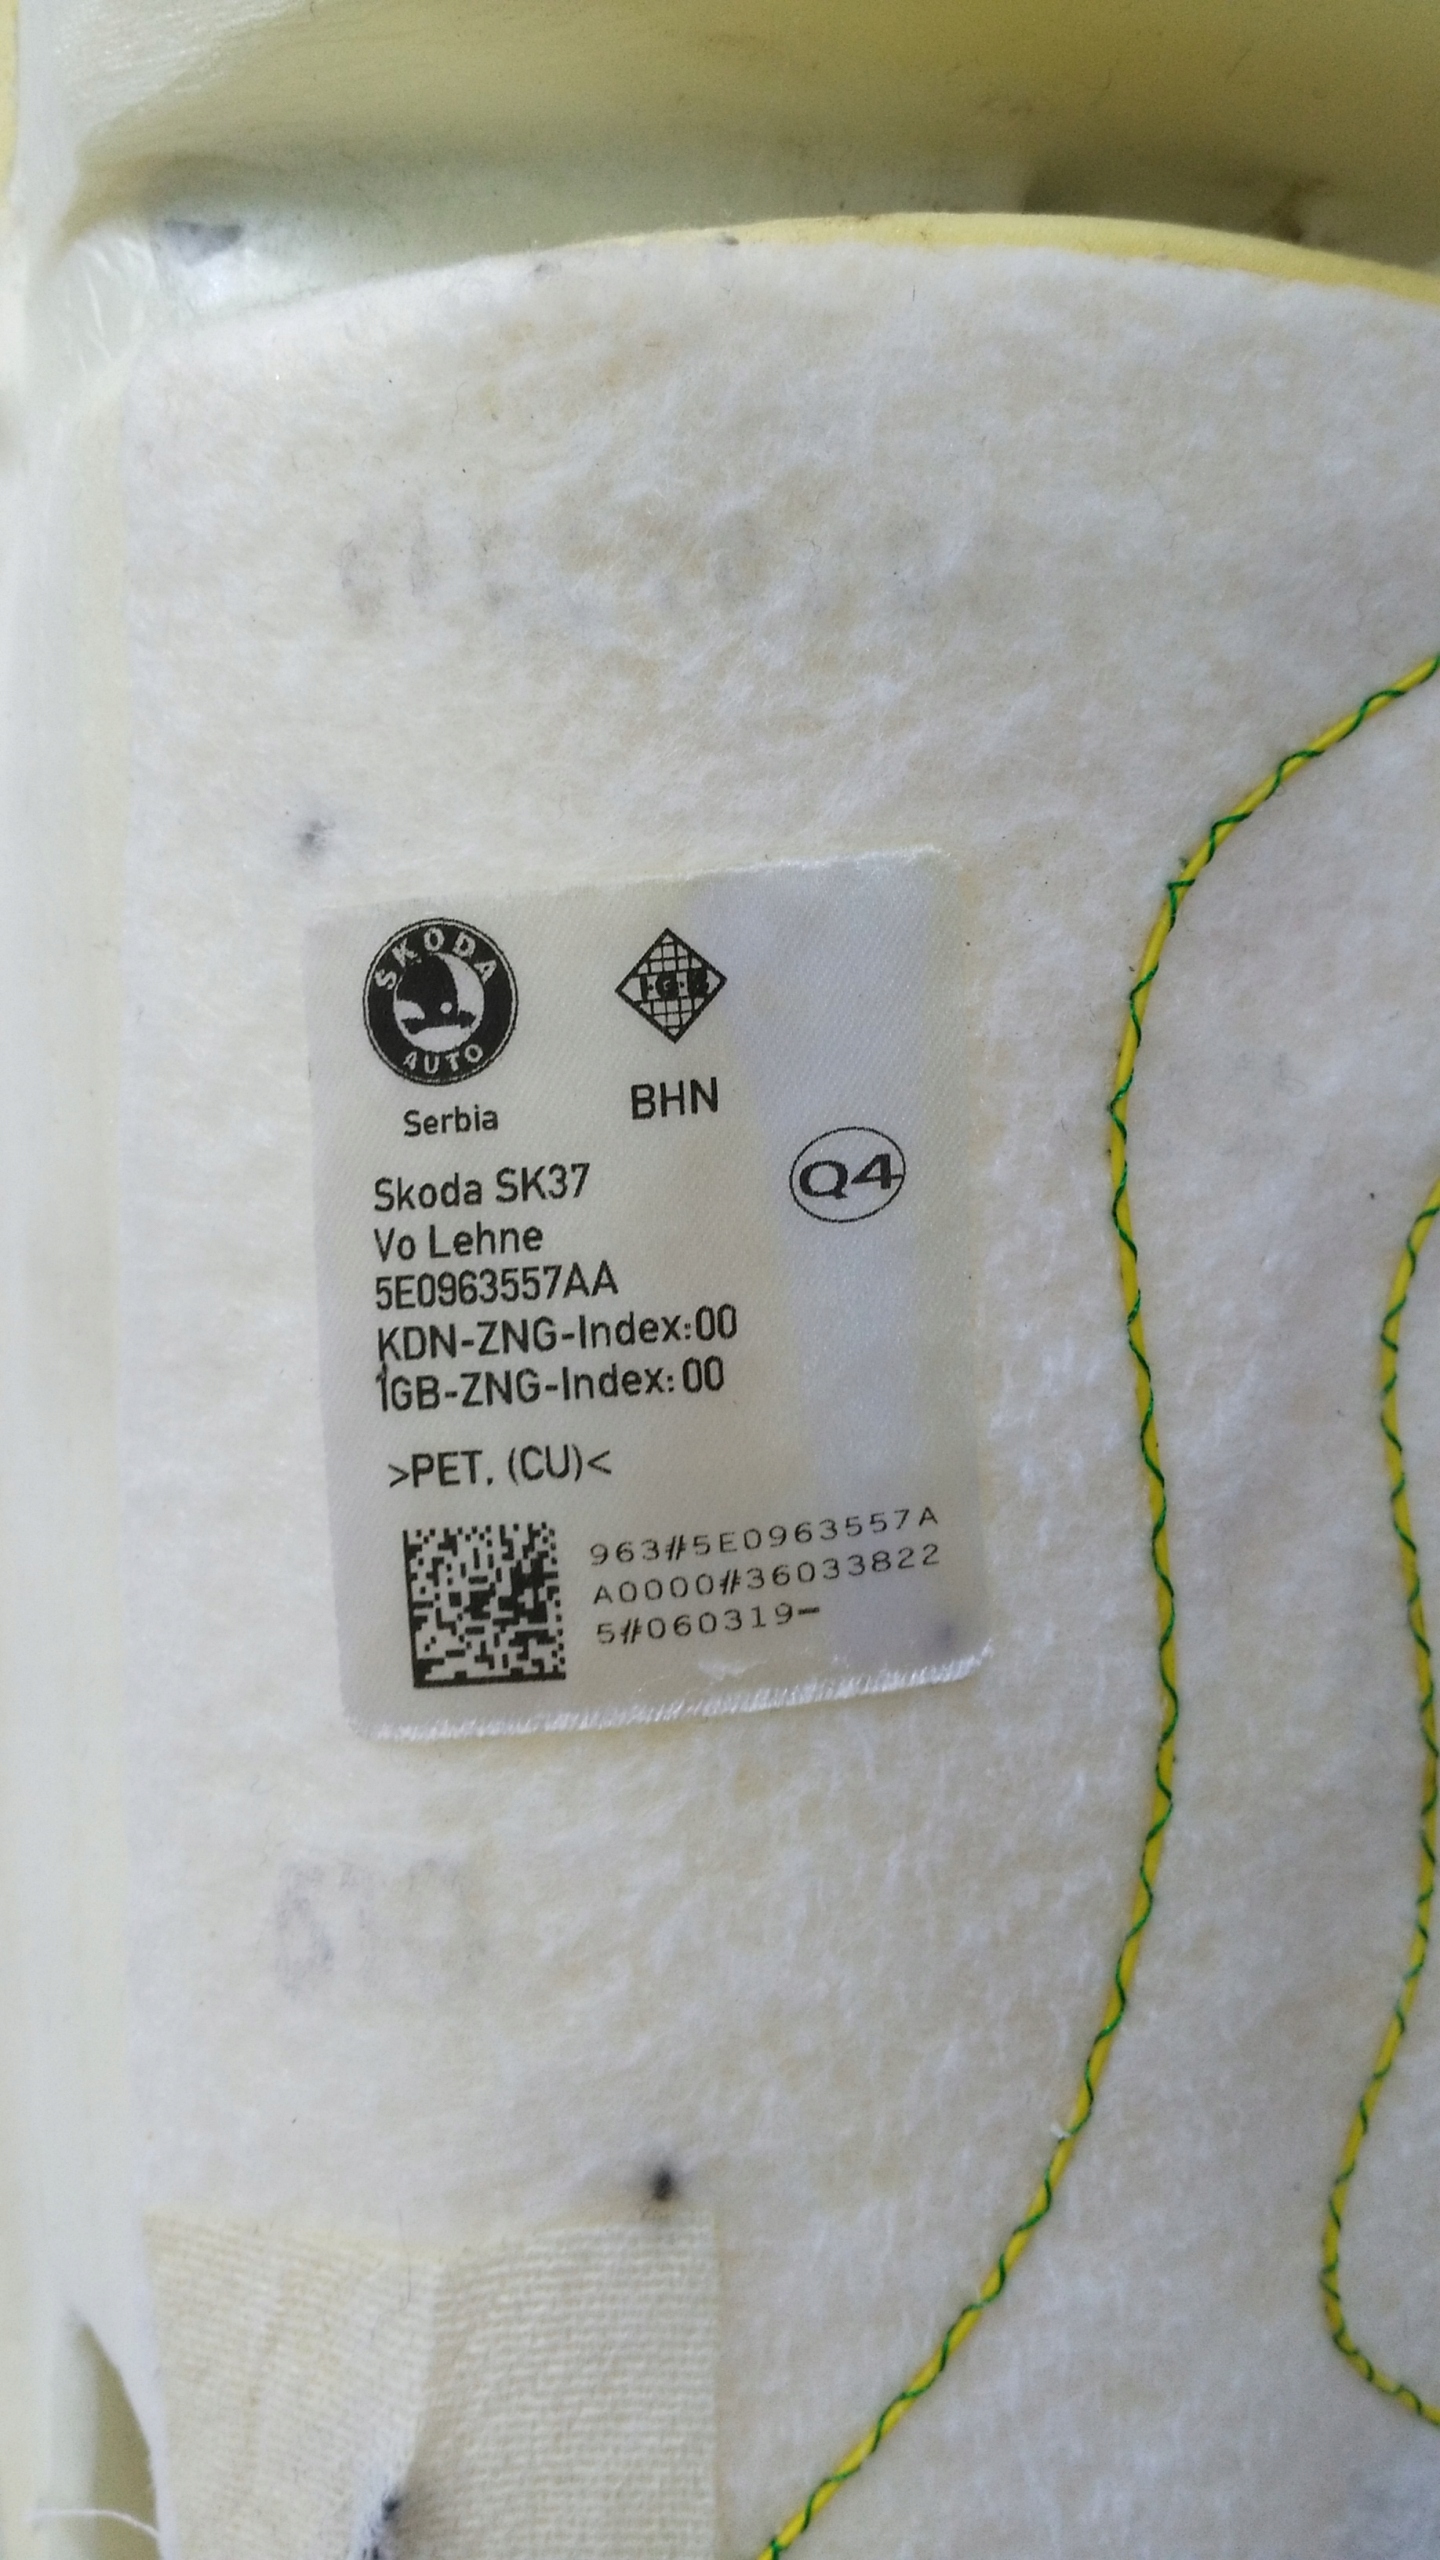 SKODA
AUTO
I.G.B
Serbia
BHN
Q4
Skoda SK37
Vo Lehne
5E0963557AA
KDN-ZNG-Index:00
IGB-ZNG-Index:00
>PET, (CU)<
963#5E0963557A
A0000#36033822
5#060319-